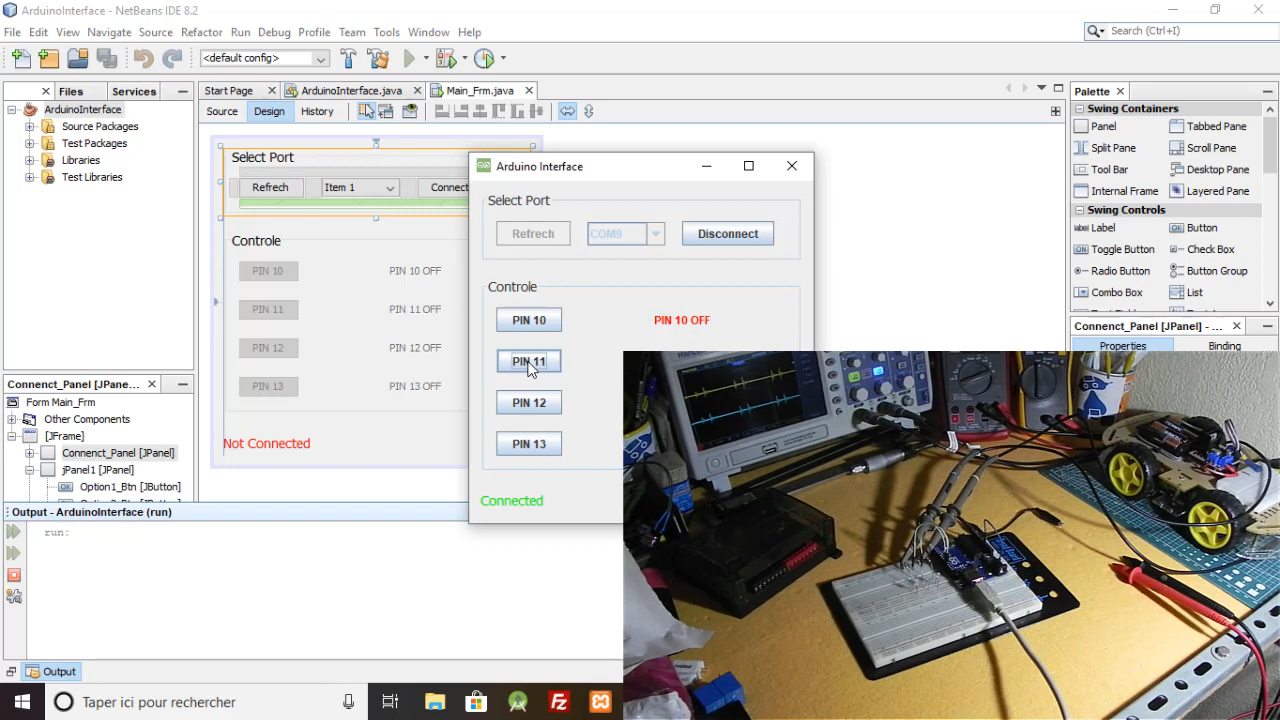 ArduinoInterface - NetBeans IDE 8.2
File Edit View Navigate Source Refactor Run Debug Profile Team Tools Window Help
Search (Ctrl+I)
<default config>
Files Services
ArduinoInterface
Source Packages
Test Packages
Libraries
Test Libraries
Start Page ArduinoInterface.java Main_Frm.java
Source Design History
Select Port
Refrech Item 1 Connect
Controle
PIN 10 PIN 10 OFF
PIN 11 PIN 11 OFF
PIN 12 PIN 12 OFF
PIN 13 PIN 13 OFF
Not Connected
Arduino Interface
Select Port
Refrech COM9 Disconnect
Controle
PIN 10 PIN 10 OFF
PIN 11
PIN 12
PIN 13
Connected
Palette
Swing Containers
Panel Tabbed Pane
Split Pane Scroll Pane
Tool Bar Desktop Pane
Internal Frame Layered Pane
Swing Controls
Label Button
Toggle Button Check Box
Radio Button Button Group
Combo Box List
Connenct_Panel [JPanel] - ...
Properties Binding
Connenct_Panel [JPane...
Form Main_Frm
Other Components
[JFrame]
Connenct_Panel [JPanel]
jPanel1 [JPanel]
Option1_Btn [JButton]
Output - ArduinoInterface (run)
run:
Output
Taper ici pour rechercher